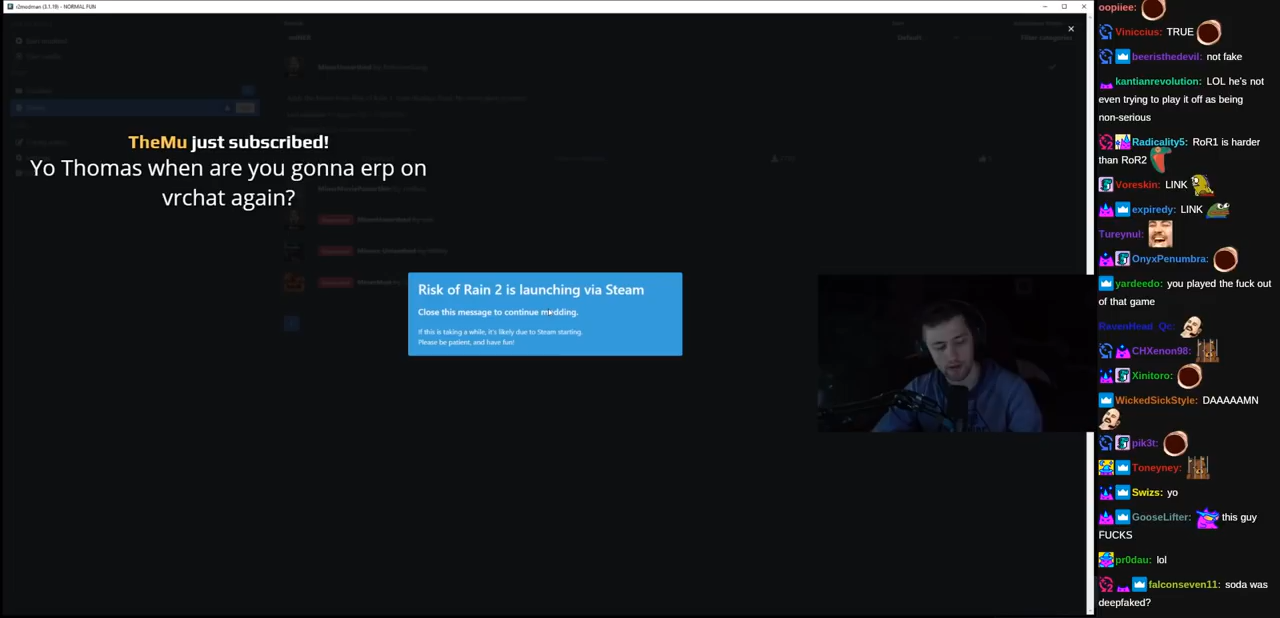 r2modman (3.1.19) - NORMAL FUN
Default
TheMu just subscribed!
Yo Thomas when are you gonna erp on
vrchat again?
Risk of Rain 2 is launching via Steam
Close this message to continue modding.
If this is taking a while, it's likely due to Steam starting.
Please be patient, and have fun!
oopiiee:
Viniccius: TRUE
beeristhedevil: not fake
kantianrevolution: LOL he's not
even trying to play it off as being
non-serious
Radicality5: RoR1 is harder
than RoR2
Voreskin: LINK
expiredy: LINK
Tureynul:
OnyxPenumbra:
yardeedo: you played the fuck out
of that game
RavenHead_Qc:
CHXenon98:
Xinitoro:
WickedSickStyle: DAAAAAMN
pik3t:
Toneyney:
Swizs: yo
GooseLifter: this guy
FUCKS
pr0dau: lol
falconseven11: soda was
deepfaked?